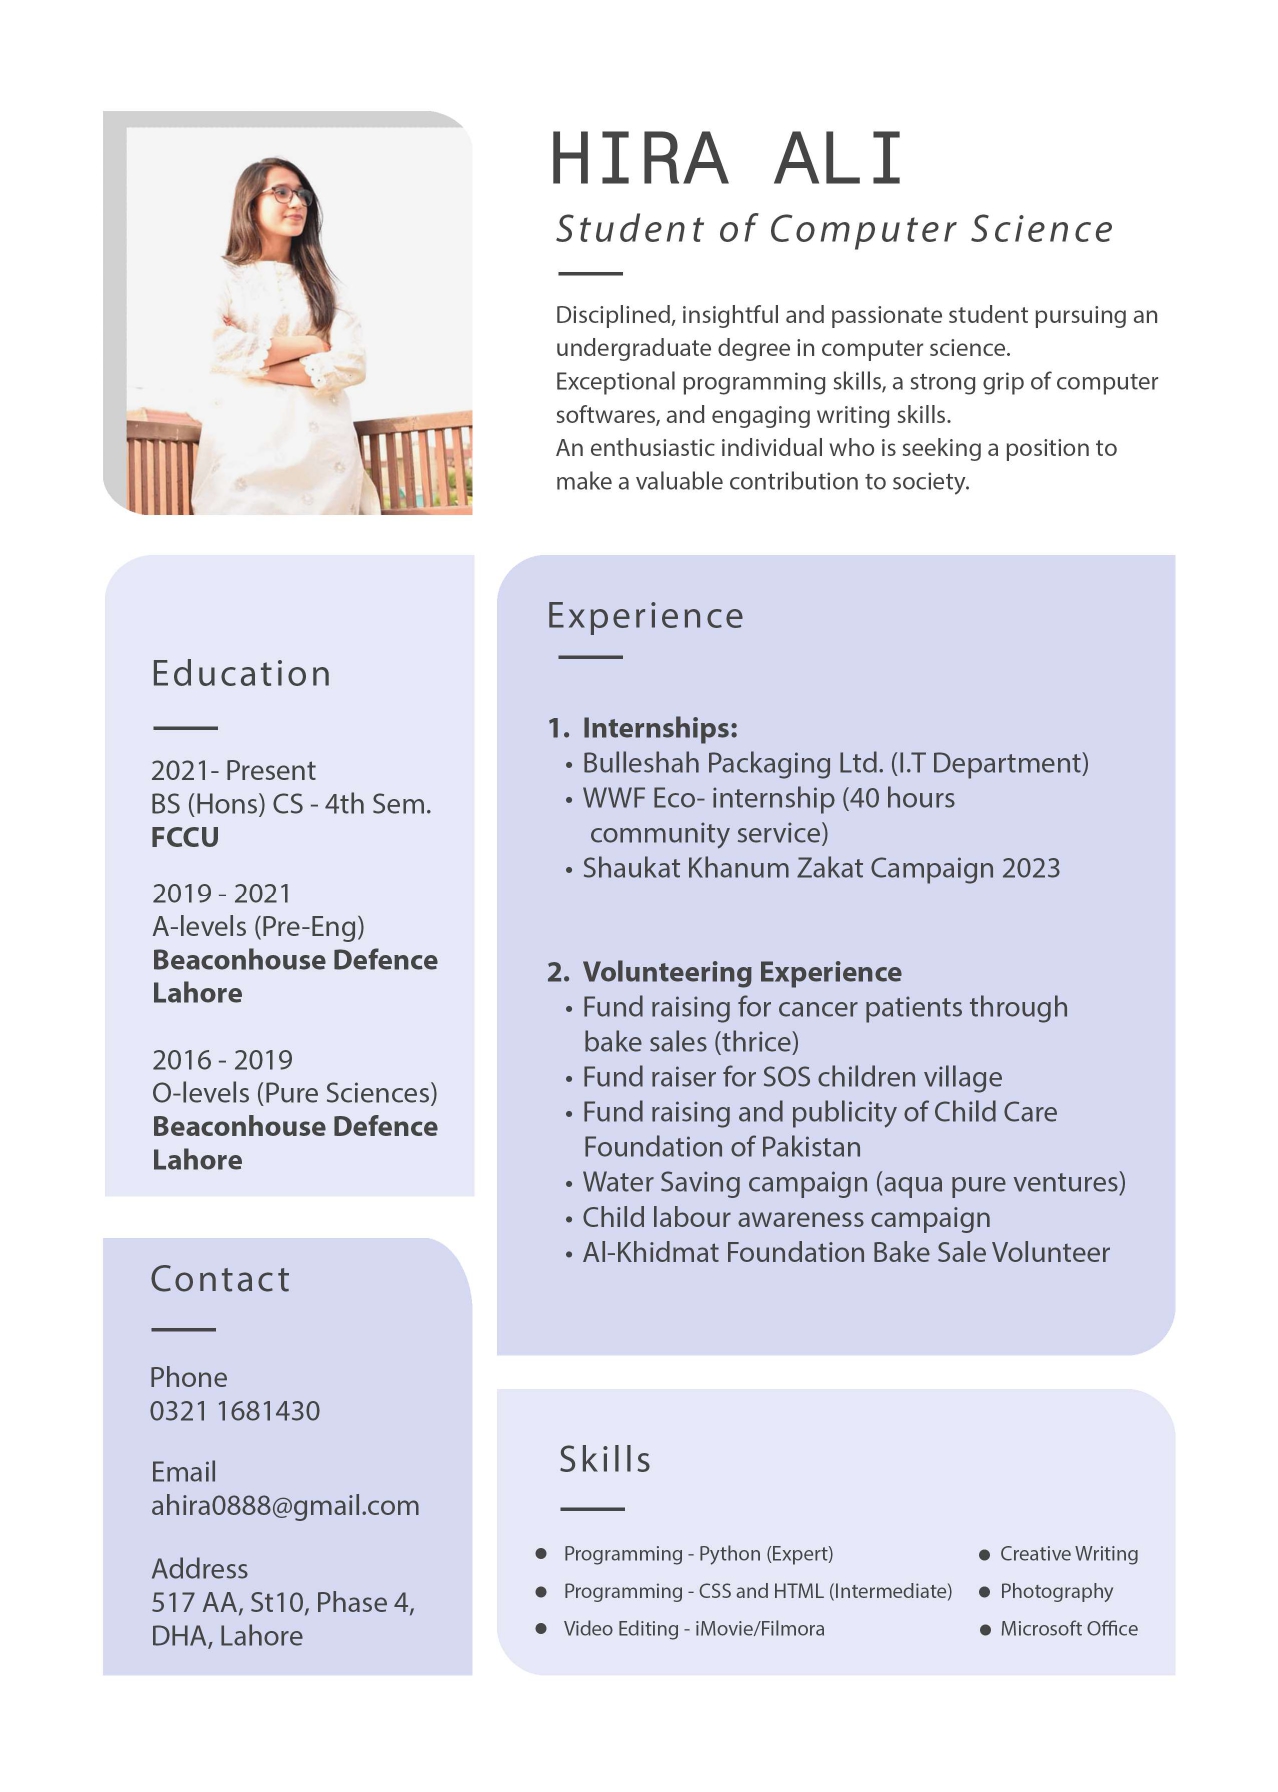 HIRA ALI
Student of Computer Science
Disciplined, insightful and passionate student pursuing an
undergraduate degree in computer science.
Exceptional programming skills, a strong grip of computer
softwares, and engaging writing skills.
An enthusiastic individual who is seeking a position to
make a valuable contribution to society.
Education
2021- Present
BS (Hons) CS - 4th Sem.
FCCU
2019 - 2021
A-levels (Pre-Eng)
Beaconhouse Defence
Lahore
2016 - 2019
O-levels (Pure Sciences)
Beaconhouse Defence
Lahore
Contact
Phone
0321 1681430
Email
ahira0888@gmail.com
Address
517 AA, St10, Phase 4,
DHA, Lahore
Experience
1. Internships:
• Bulleshah Packaging Ltd. (I.T Department)
• WWF Eco- internship (40 hours
community service)
• Shaukat Khanum Zakat Campaign 2023
2. Volunteering Experience
• Fund raising for cancer patients through
bake sales (thrice)
• Fund raiser for SOS children village
• Fund raising and publicity of Child Care
Foundation of Pakistan
• Water Saving campaign (aqua pure ventures)
• Child labour awareness campaign
• Al-Khidmat Foundation Bake Sale Volunteer
Skills
● Programming - Python (Expert)
● Programming - CSS and HTML (Intermediate)
● Video Editing - iMovie/Filmora
● Creative Writing
● Photography
● Microsoft Office